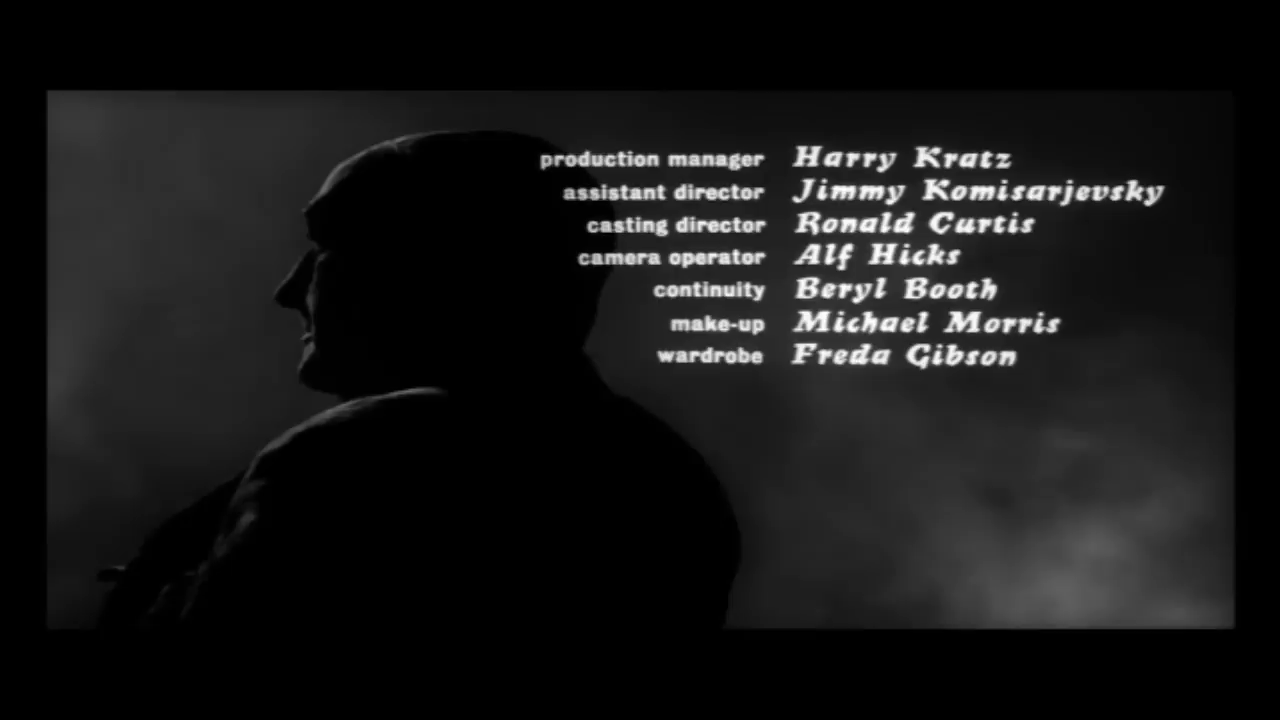 production manager Harry Kratz
assistant director Jimmy Komisarjevsky
casting director Ronald Curtis
camera operator Alf Hicks
continuity Beryl Booth
make-up Michael Morris
wardrobe Freda Gibson